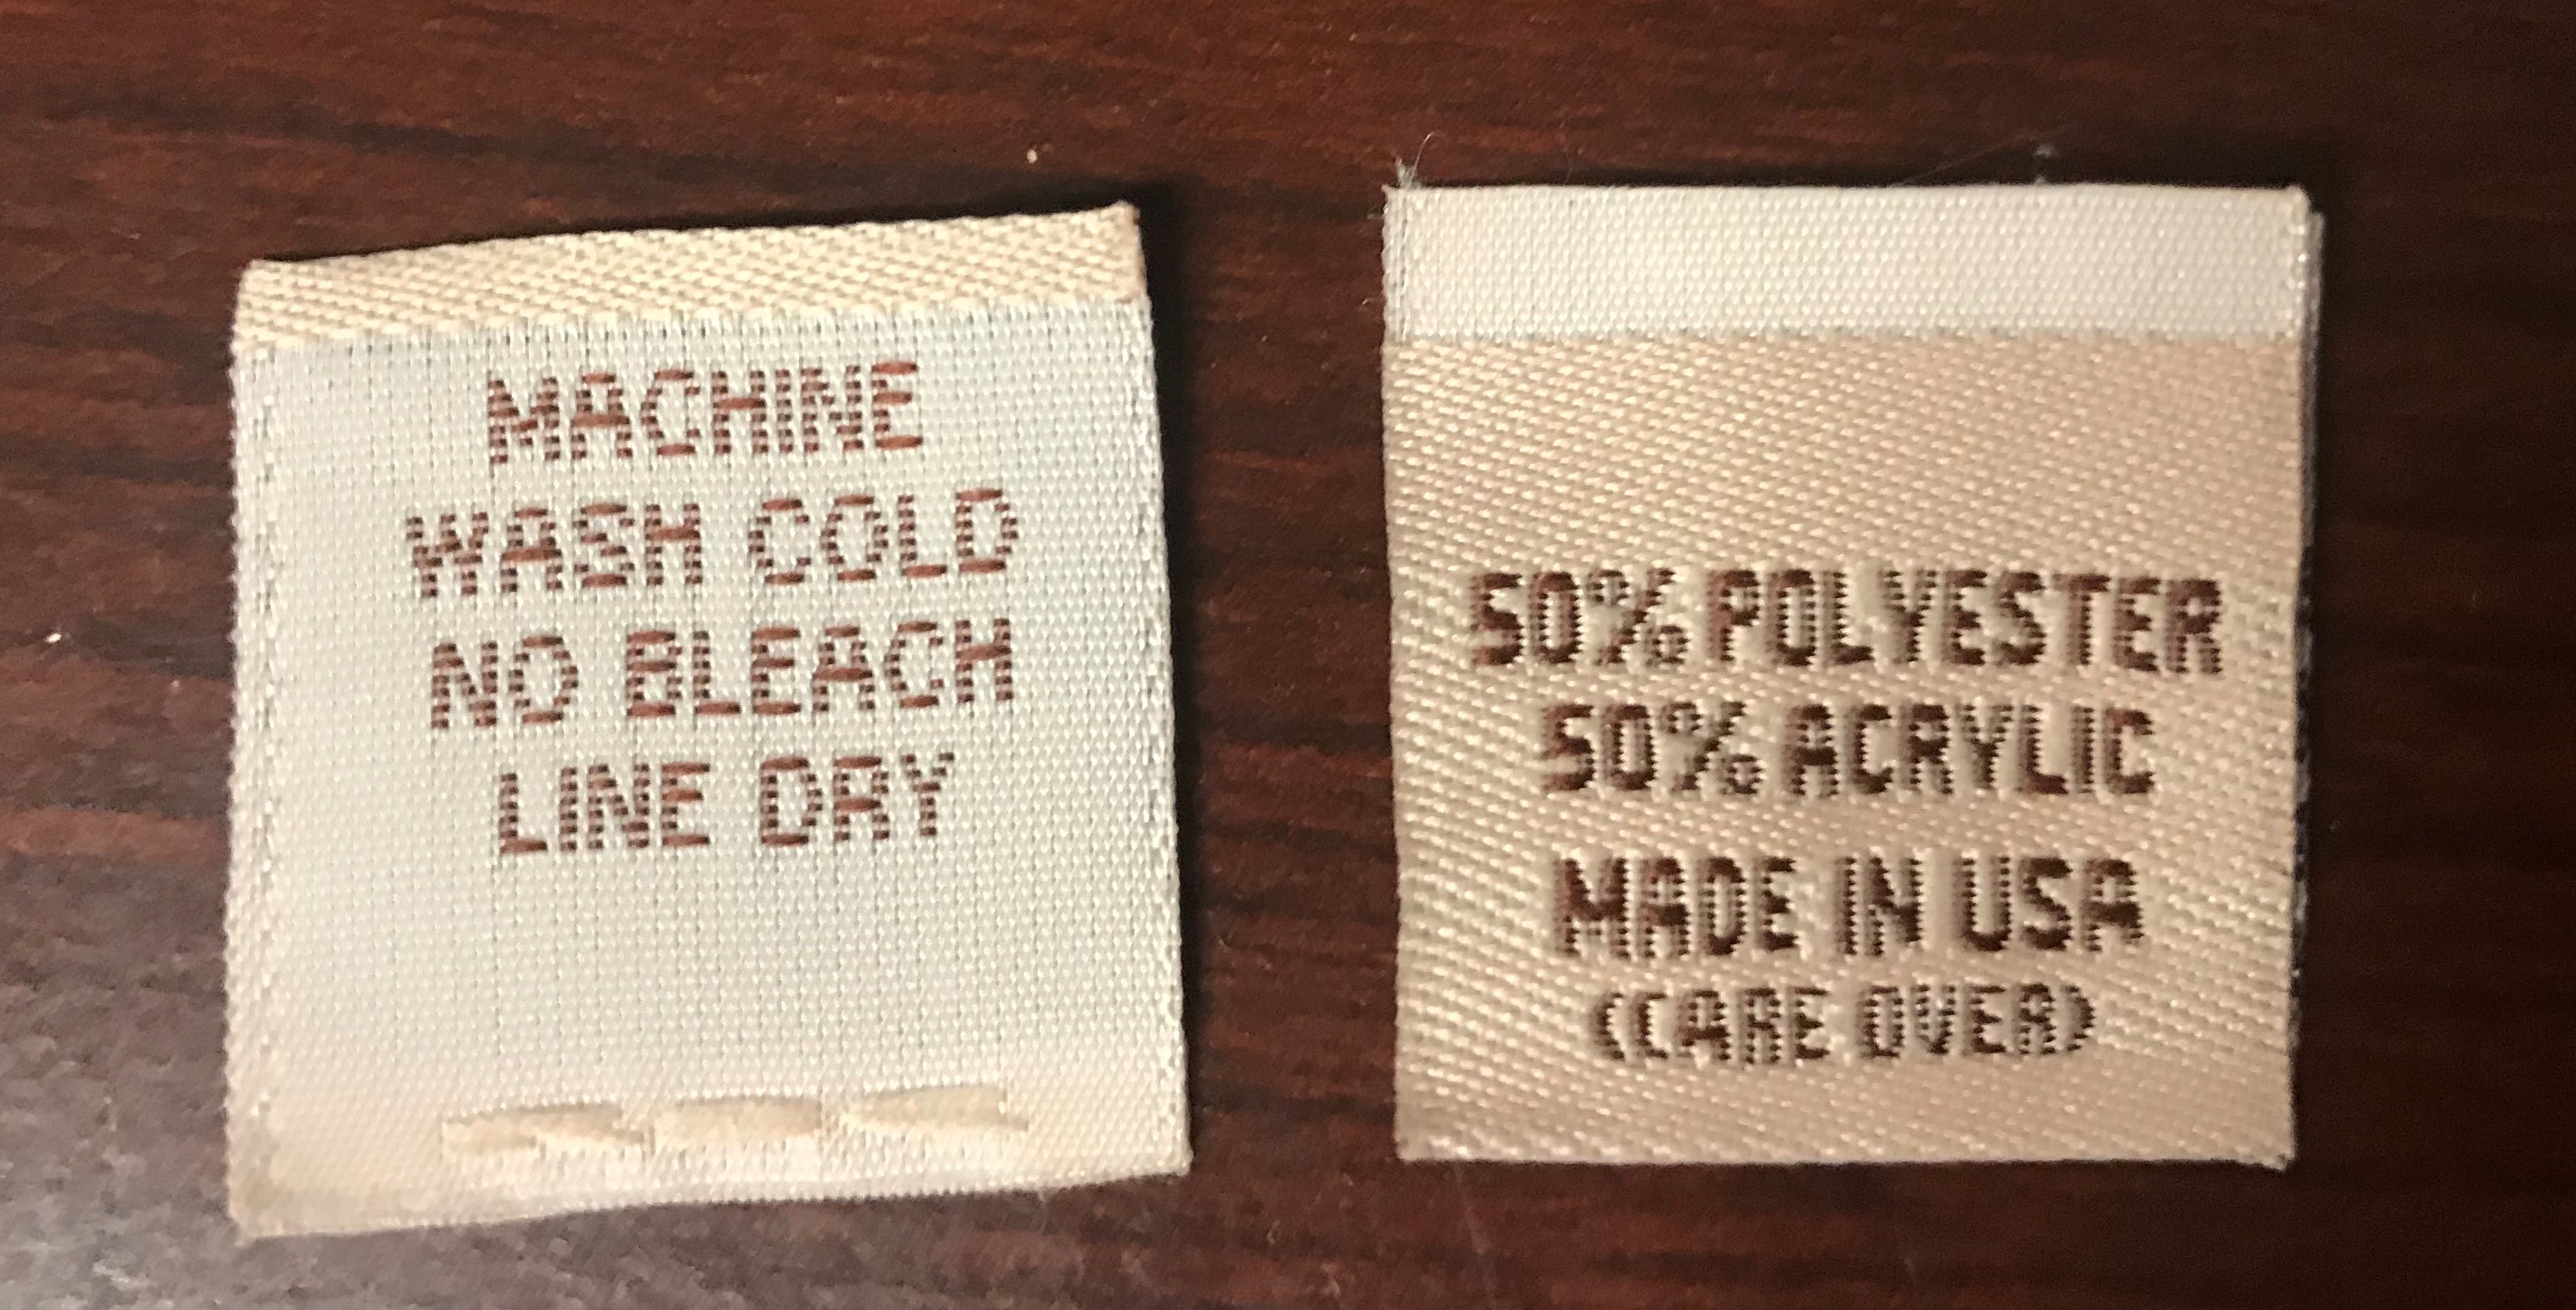 MACHINE
WASH COLD
NO BLEACH
LINE DRY
50% POLYESTER
50% ACRYLIC
MADE IN USA
(CARE OVER)